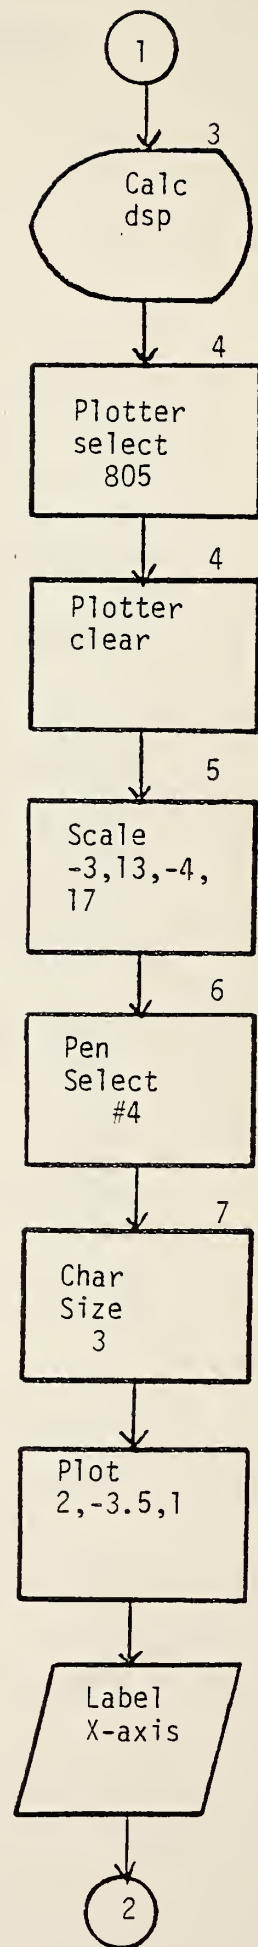 1
3
Calc
dsp
4
Plotter
select
805
4
Plotter
clear
5
Scale
-3,13,-4,
17
6
Pen
Select
#4
7
Char
Size
3
Plot
2,-3.5,1
Label
X-axis
2